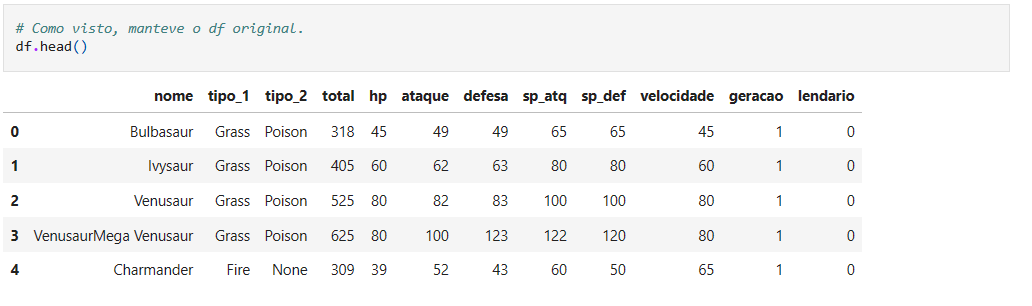 # Como visto, manteve o df original.
df.head()
nome tipo_1 tipo_2 total hp ataque defesa sp_atq sp_def velocidade geracao lendario
0 Bulbasaur Grass Poison 318 45 49 49 65 65 45 1 0
1 Ivysaur Grass Poison 405 60 62 63 80 80 60 1 0
2 Venusaur Grass Poison 525 80 82 83 100 100 80 1 0
3 VenusaurMega Venusaur Grass Poison 625 80 100 123 122 120 80 1 0
4 Charmander Fire None 309 39 52 43 60 50 65 1 0